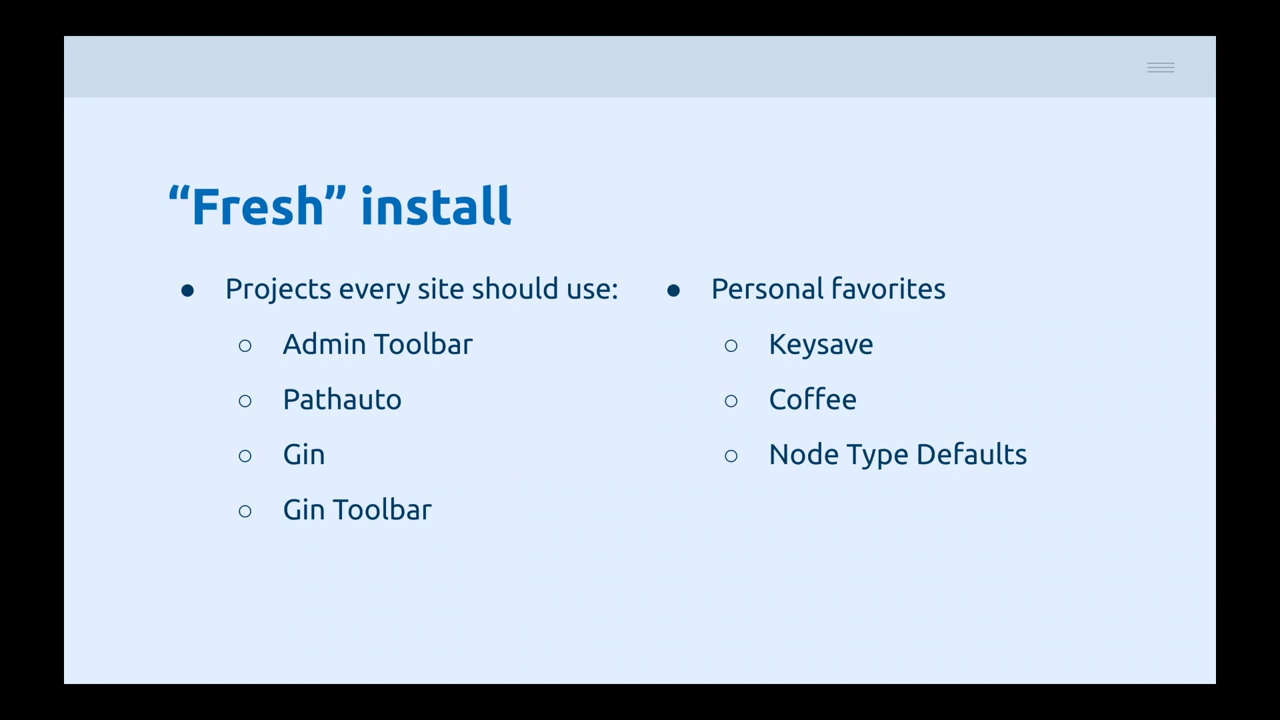 “Fresh” install
● Projects every site should use:
○ Admin Toolbar
○ Pathauto
○ Gin
○ Gin Toolbar
● Personal favorites
○ Keysave
○ Coffee
○ Node Type Defaults